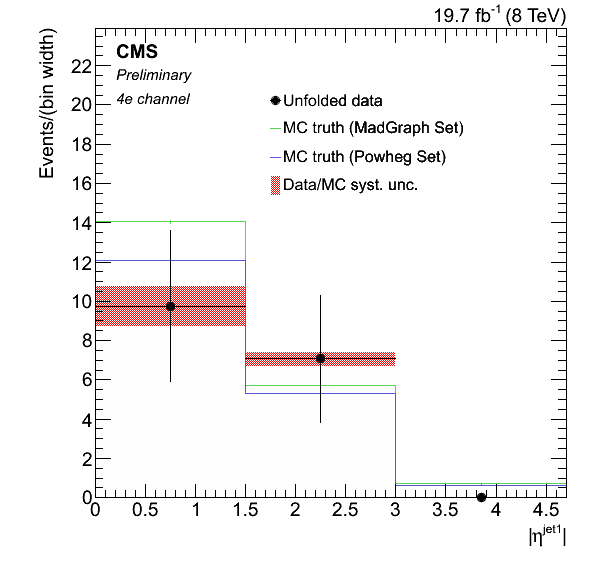 19.7 fb⁻¹ (8 TeV)
Events/(bin width)
CMS
Preliminary
4e channel
Unfolded data
MC truth (MadGraph Set)
MC truth (Powheg Set)
Data/MC syst. unc.
22
20
18
16
14
12
10
8
6
4
2
0
0 0.5 1 1.5 2 2.5 3 3.5 4 4.5
|η^jet1|